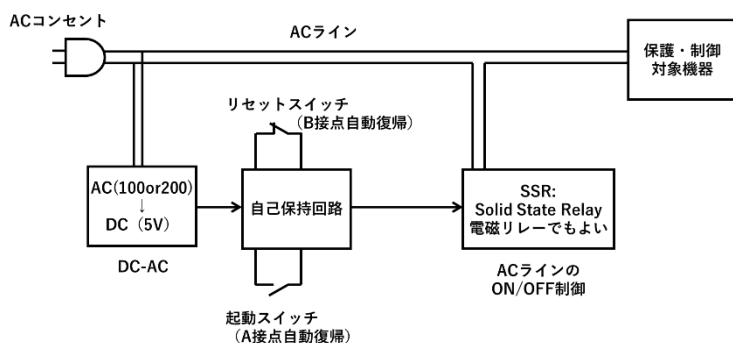 ACコンセント
ACライン
保護・制御
対象機器
リセットスイッチ
（B接点自動復帰）
AC(100or200)
↓
DC（5V）
自己保持回路
SSR:
Solid State Relay
電磁リレーでもよい
DC-AC
ACラインの
ON/OFF制御
起動スイッチ
（A接点自動復帰）